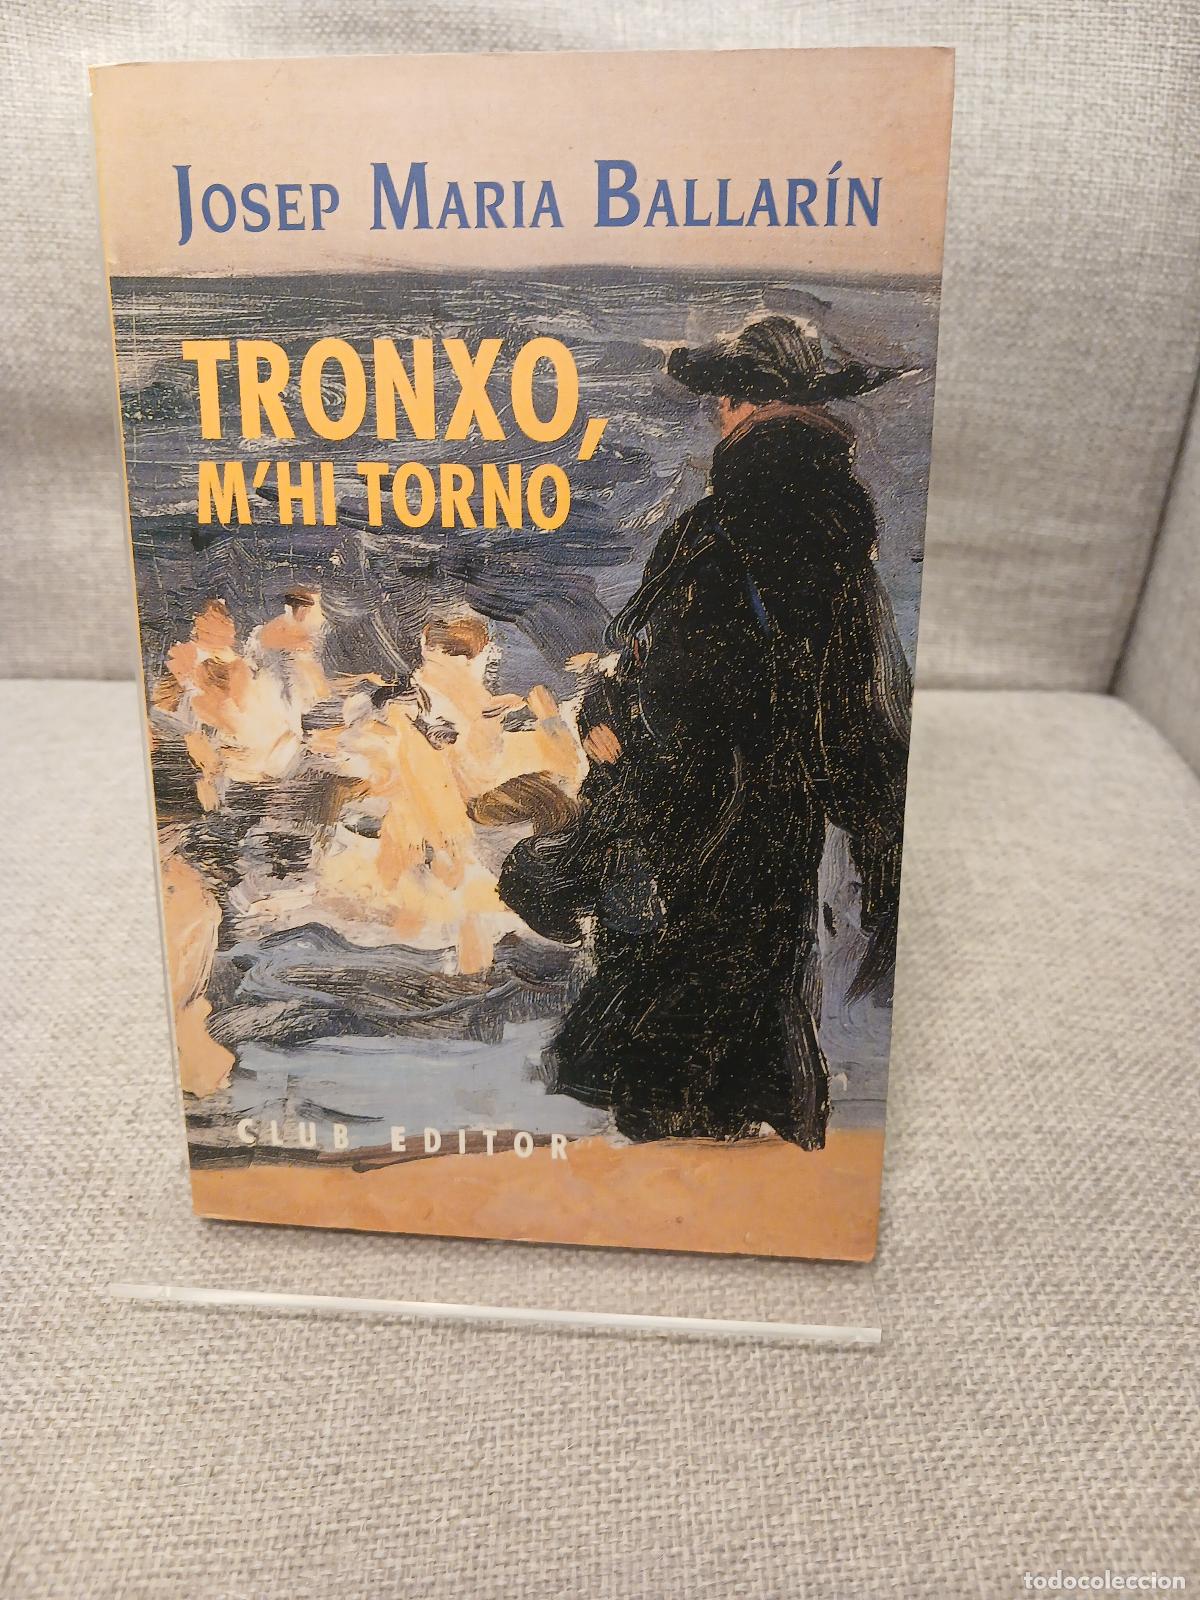 JOSEP MARIA BALLARÍN
TRONXO,
M'HI TORNO
CLUB EDITOR
todocoleccion